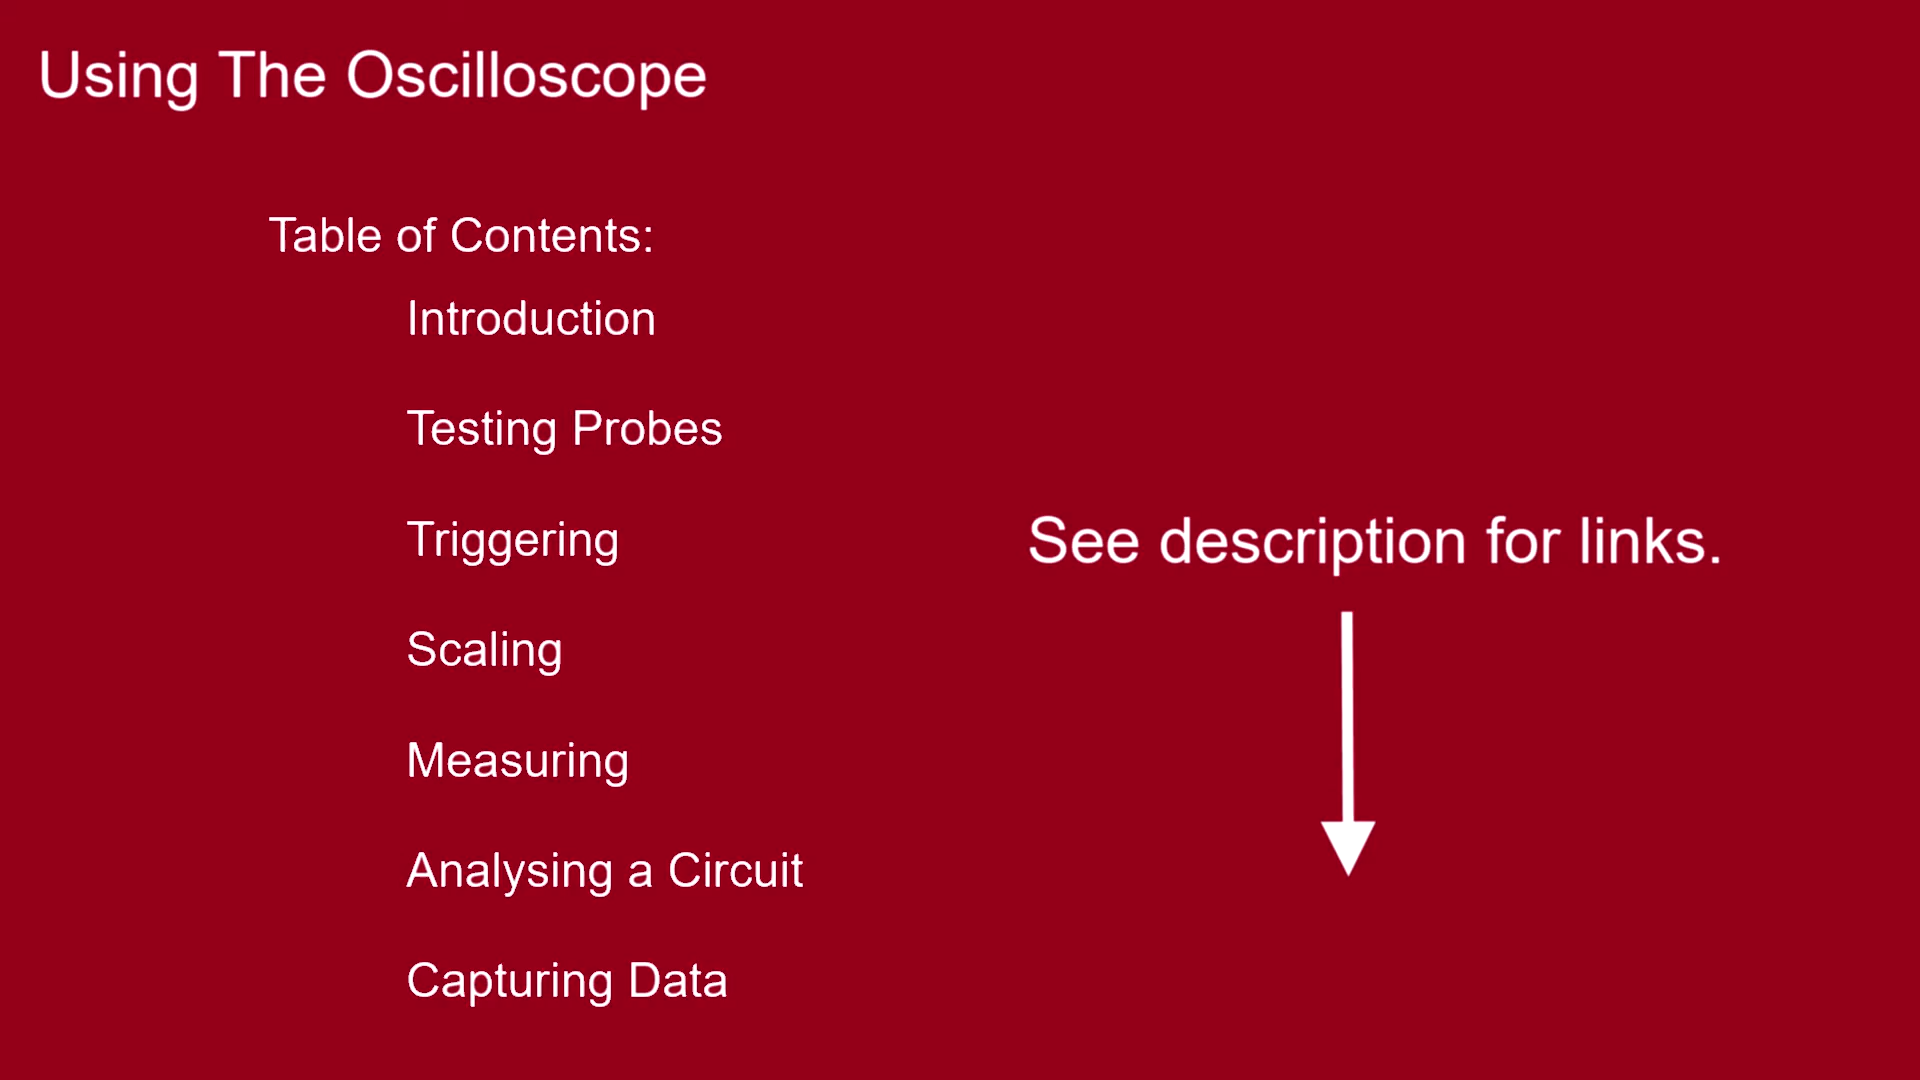 Using The Oscilloscope
Table of Contents:
Introduction
Testing Probes
Triggering
Scaling
Measuring
Analysing a Circuit
Capturing Data
See description for links.